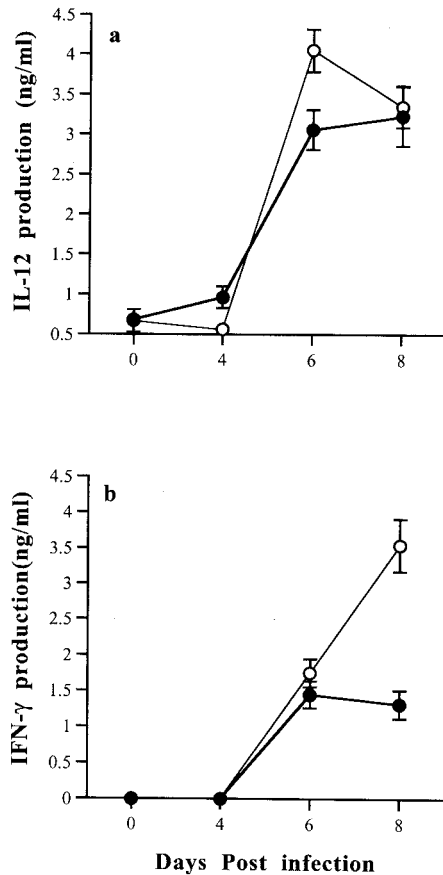 a
IL-12 production (ng/ml)
4.5
4
3.5
3
2.5
2
1.5
1
0.5
0 4 6 8
b
IFN-γ production(ng/ml)
4.5
4
3.5
3
2.5
2
1.5
1
0.5
0
0 4 6 8
Days Post infection